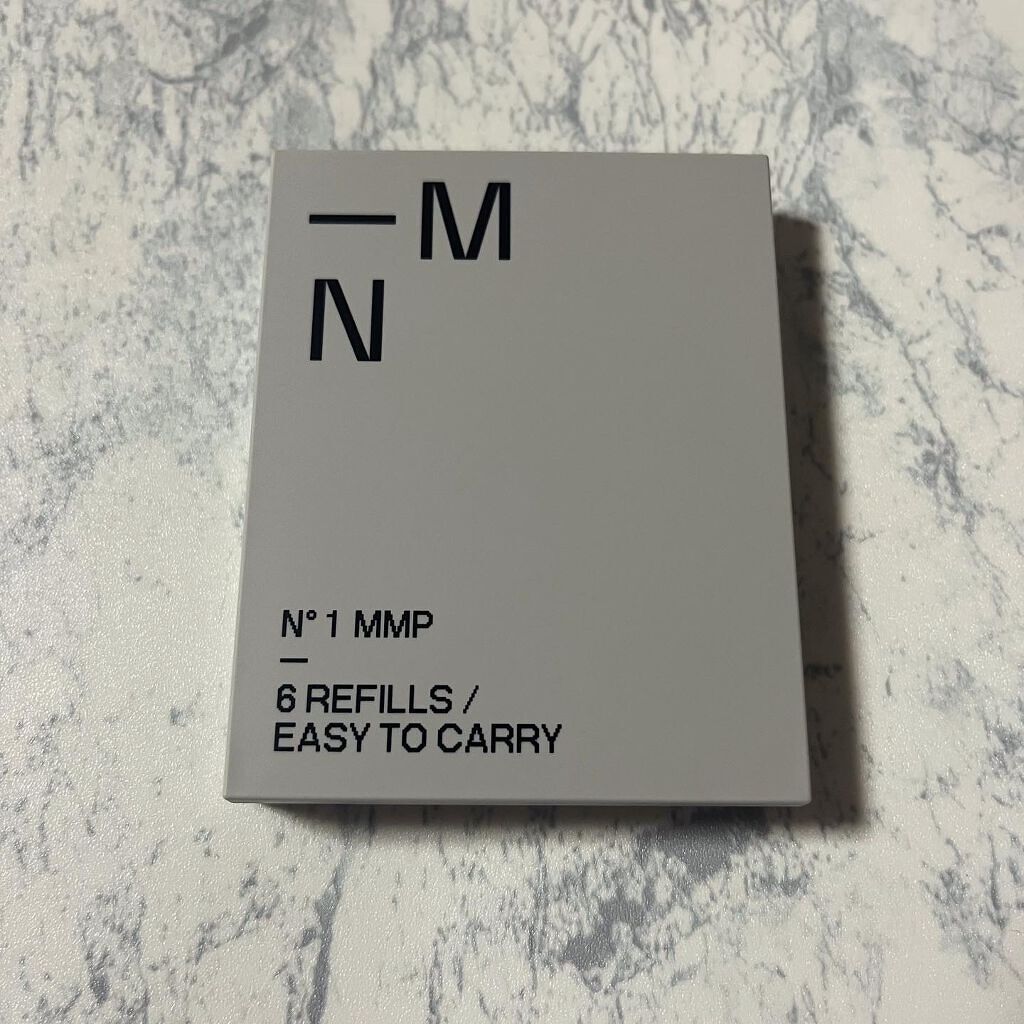 —M
N
N° 1 MMP
—
6 REFILLS /
EASY TO CARRY